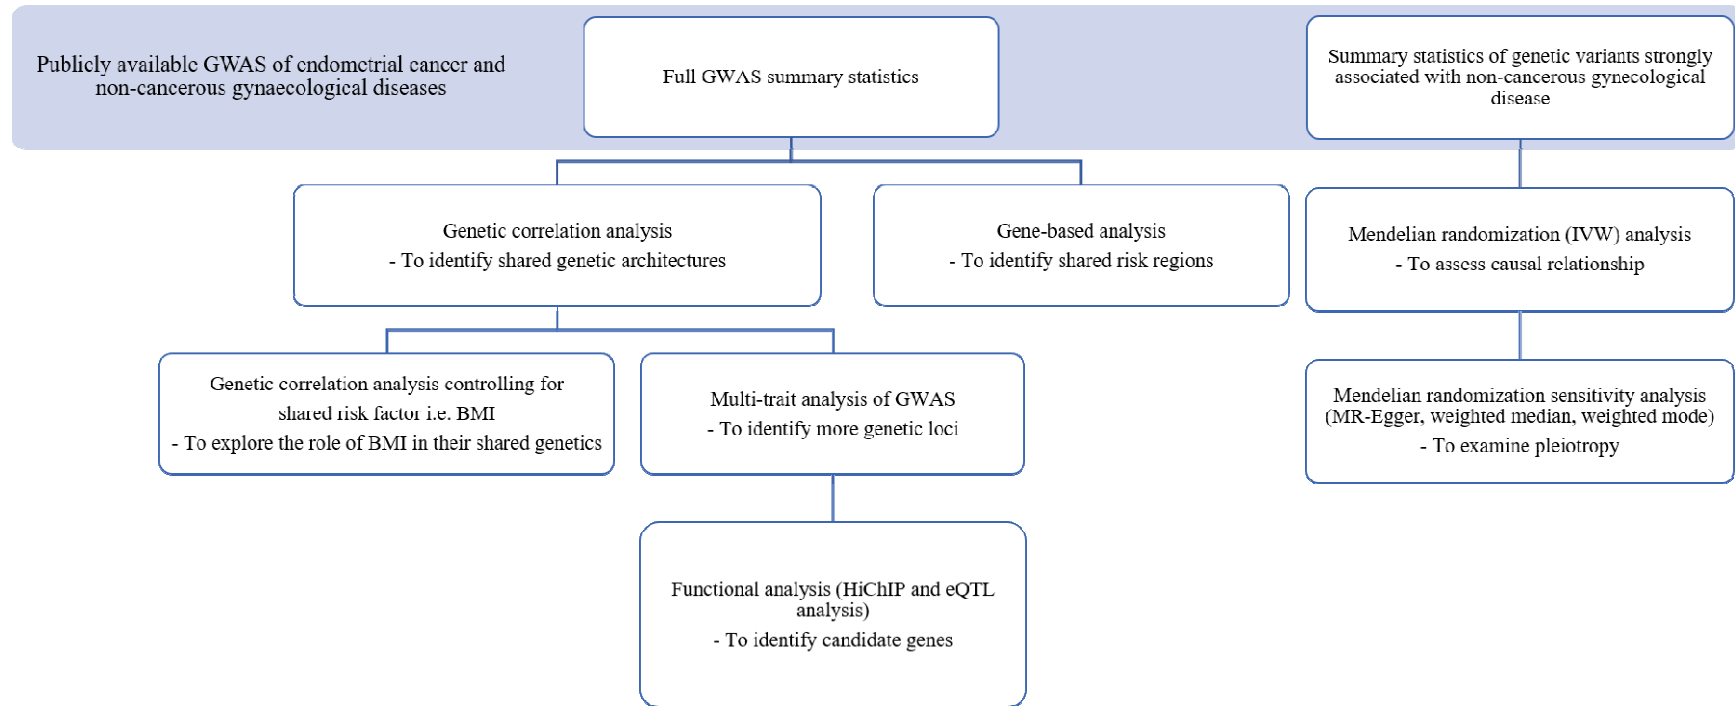 Publicly available GWAS of endometrial cancer and
non-cancerous gynaecological diseases
Full GWAS summary statistics
Summary statistics of genetic variants strongly
associated with non-cancerous gynecological
disease
Genetic correlation analysis
- To identify shared genetic architectures
Gene-based analysis
- To identify shared risk regions
Mendelian randomization (IVW) analysis
- To assess causal relationship
Genetic correlation analysis controlling for
shared risk factor i.e. BMI
- To explore the role of BMI in their shared genetics
Multi-trait analysis of GWAS
- To identify more genetic loci
Mendelian randomization sensitivity analysis
(MR-Egger, weighted median, weighted mode)
- To examine pleiotropy
Functional analysis (HiChIP and eQTL
analysis)
- To identify candidate genes